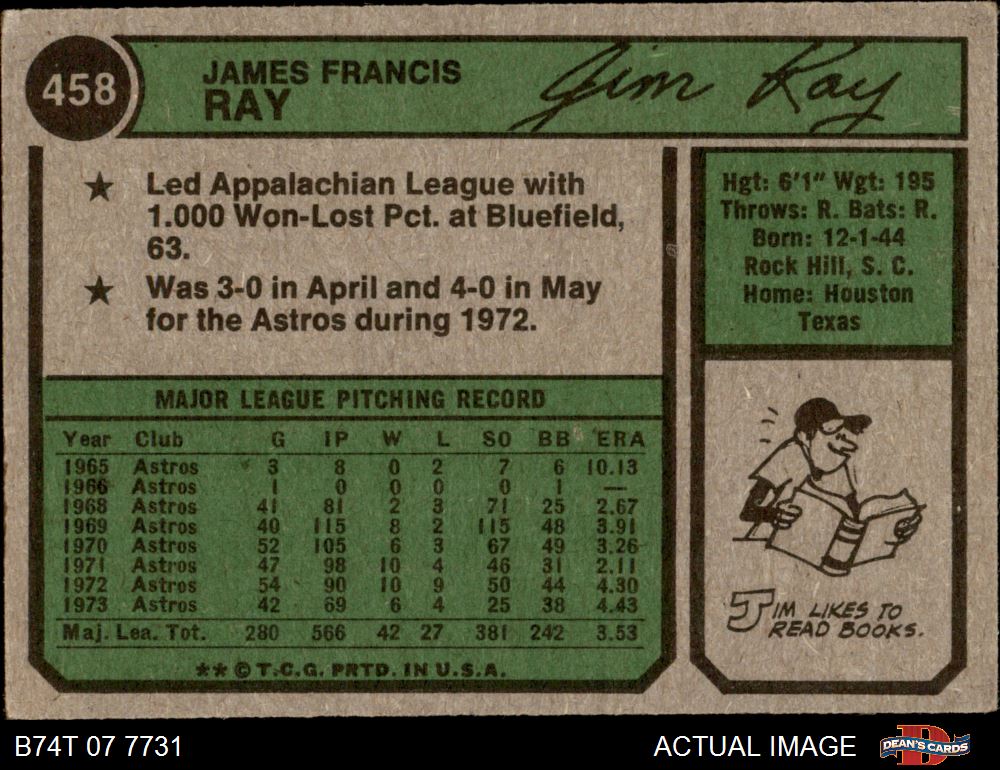 458
JAMES FRANCIS
RAY
Jim Ray
★ Led Appalachian League with
1.000 Won-Lost Pct. at Bluefield,
63.
★ Was 3-0 in April and 4-0 in May
for the Astros during 1972.
Hgt: 6'1" Wgt: 195
Throws: R. Bats: R.
Born: 12-1-44
Rock Hill, S. C.
Home: Houston
Texas
MAJOR LEAGUE PITCHING RECORD
Year Club G IP W L SO BB ERA
1965 Astros 3 8 0 2 7 6 10.13
1966 Astros 1 0 0 0 0 1 —
1968 Astros 41 81 2 3 71 25 2.67
1969 Astros 40 115 8 2 115 48 3.91
1970 Astros 52 105 6 3 67 49 3.26
1971 Astros 47 98 10 4 46 31 2.11
1972 Astros 54 90 10 9 50 44 4.30
1973 Astros 42 69 6 4 25 38 4.43
Maj. Lea. Tot. 280 566 42 27 381 242 3.53
**© T.C.G. PRTD. IN U.S.A.
JIM LIKES TO
READ BOOKS.
B74T 07 7731
ACTUAL IMAGE
DEAN'S CARDS